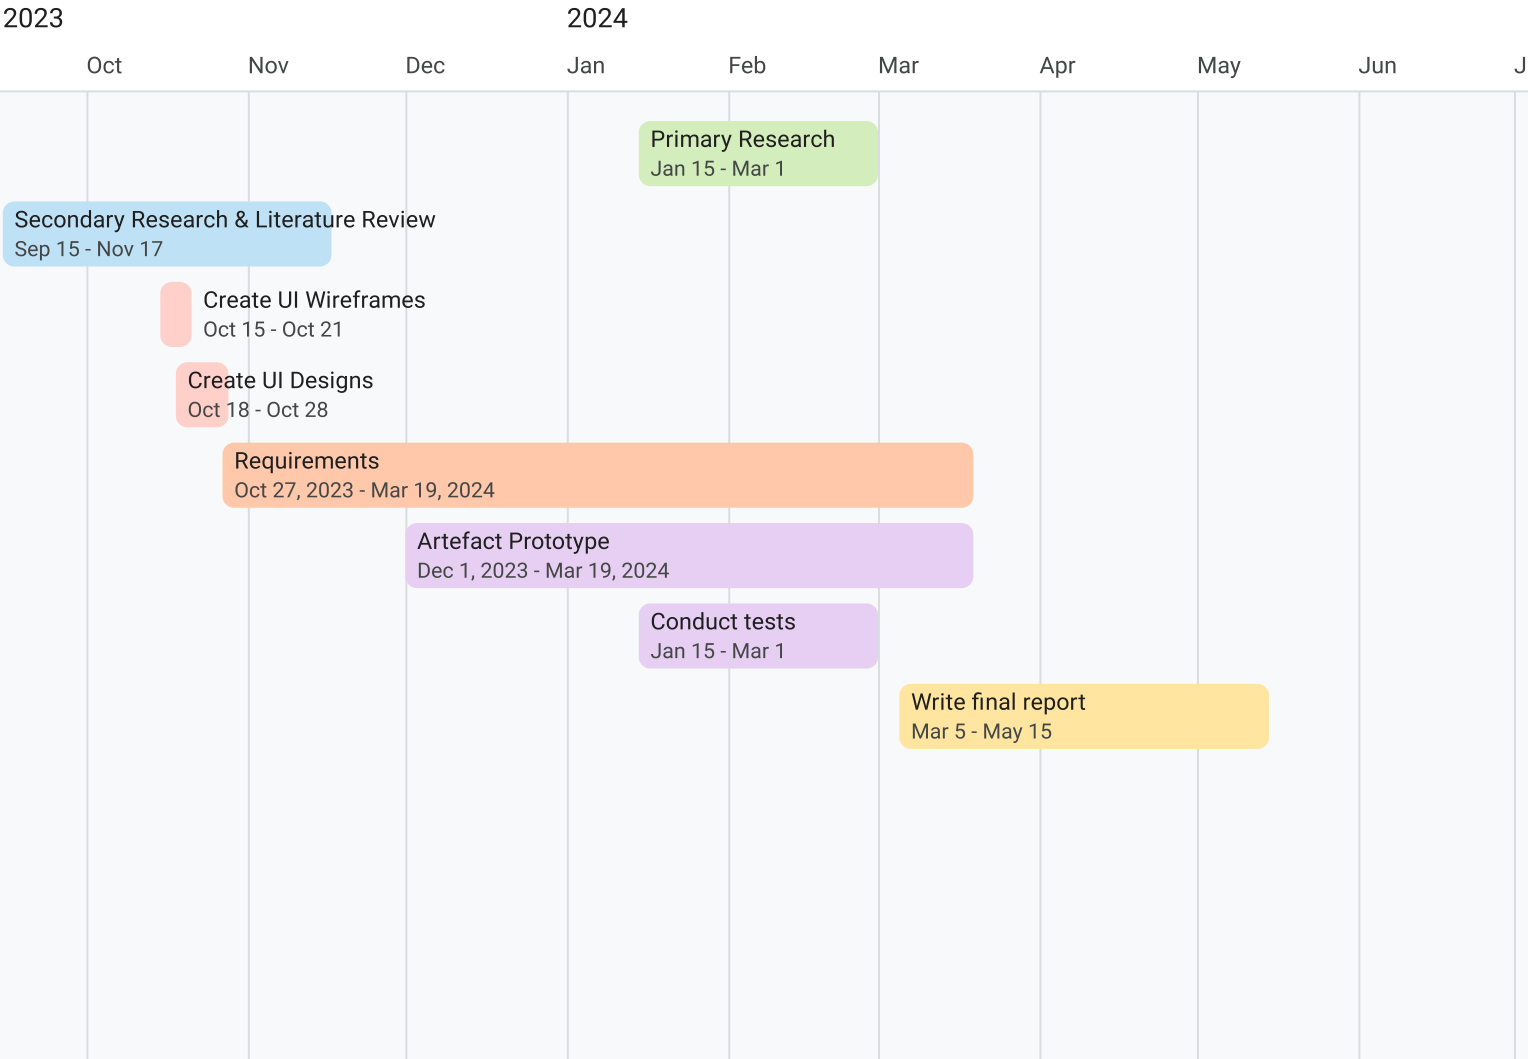 2023 2024
Oct Nov Dec Jan Feb Mar Apr May Jun J
Primary Research
Jan 15 - Mar 1
Secondary Research & Literature Review
Sep 15 - Nov 17
Create UI Wireframes
Oct 15 - Oct 21
Create UI Designs
Oct 18 - Oct 28
Requirements
Oct 27, 2023 - Mar 19, 2024
Artefact Prototype
Dec 1, 2023 - Mar 19, 2024
Conduct tests
Jan 15 - Mar 1
Write final report
Mar 5 - May 15